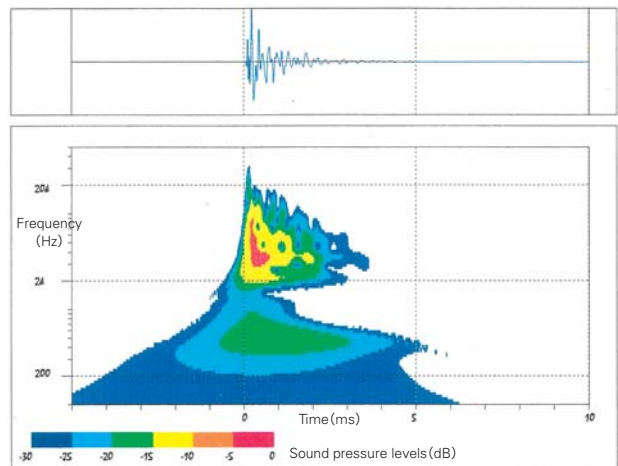 20k
Frequency
(Hz)
2k
200
0 5 10
Time(ms)
-30 -25 -20 -15 -10 -5 0
Sound pressure levels(dB)